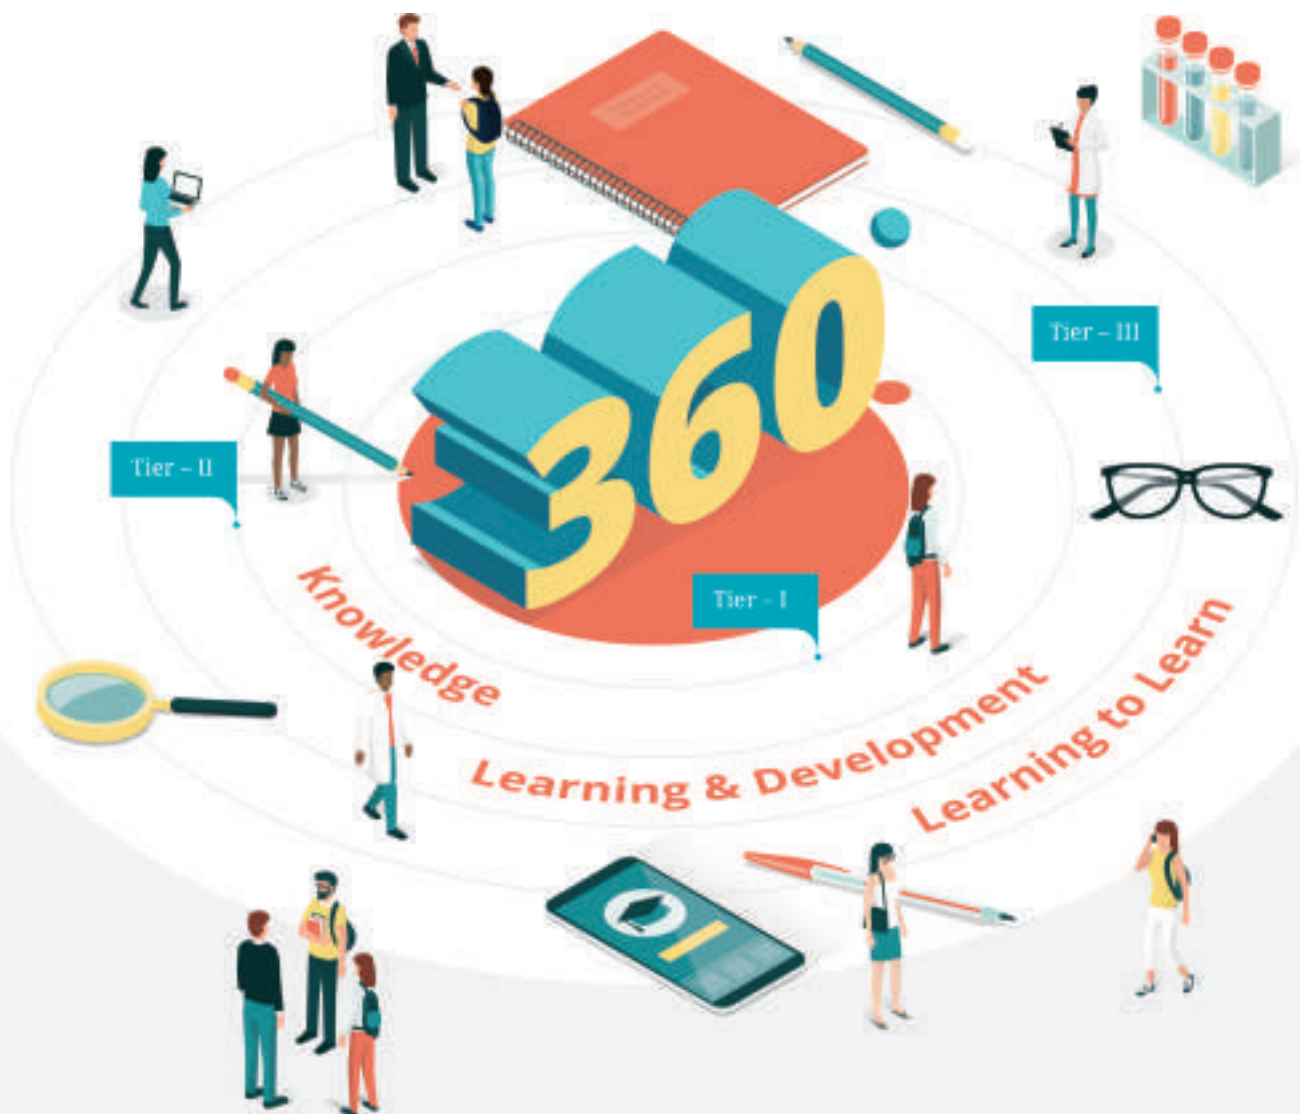 360
Tier – III
Tier – II
Tier - I
Knowledge
Learning & Development
Learning to Learn